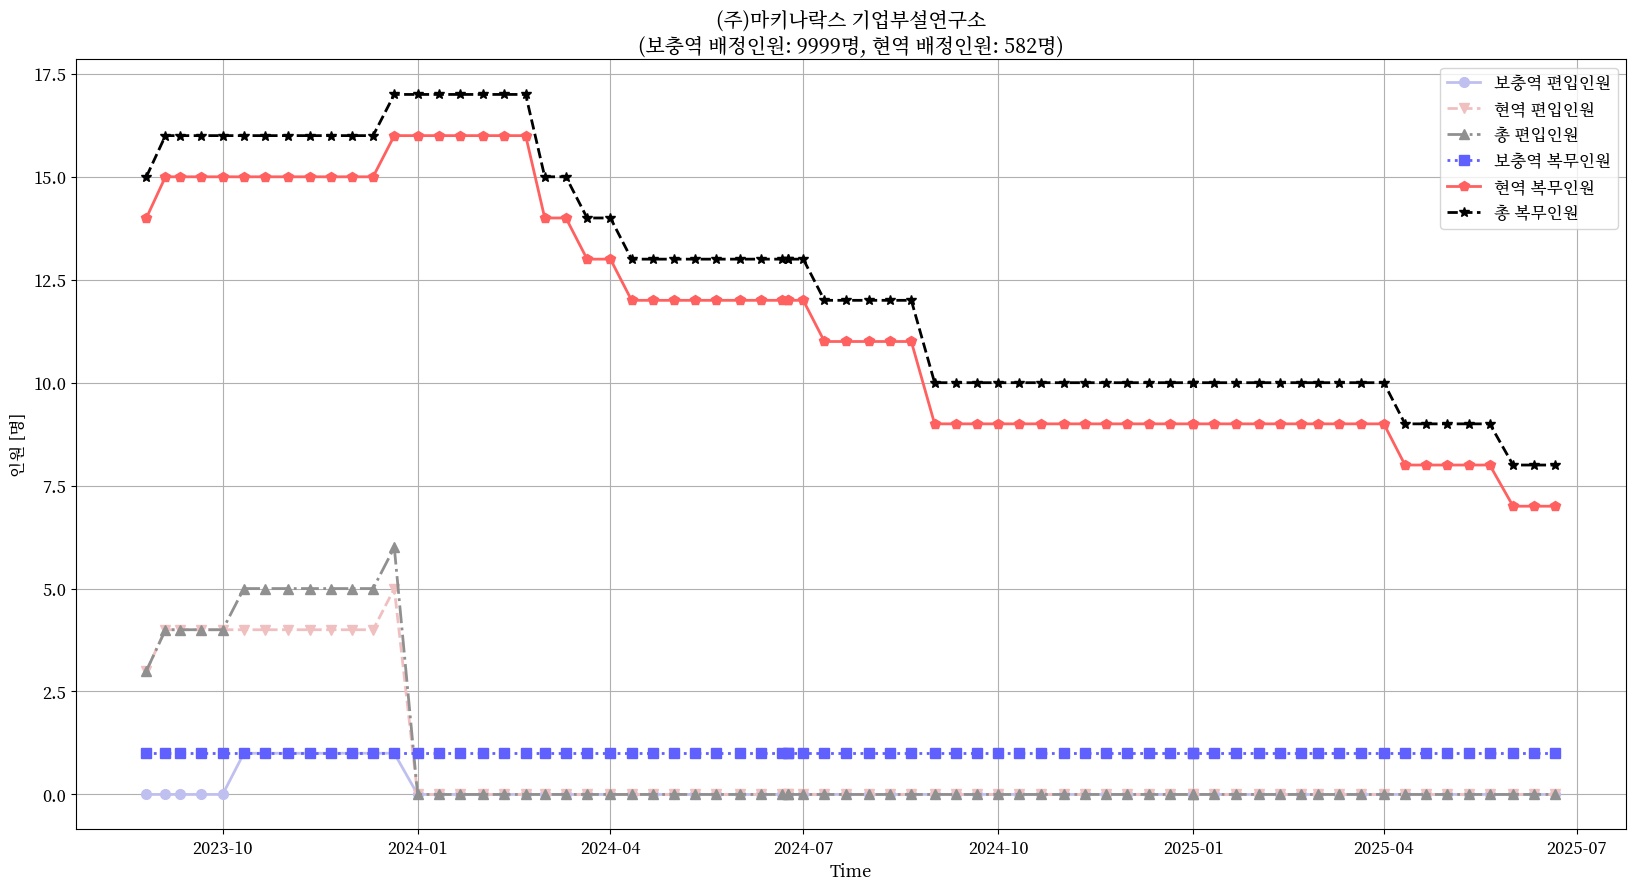 (주)마키나락스 기업부설연구소
(보충역 배정인원: 9999명, 현역 배정인원: 582명)
17.5
15.0
12.5
10.0
7.5
5.0
2.5
0.0
인원 [명]
보충역 편입인원
현역 편입인원
총 편입인원
보충역 복무인원
현역 복무인원
총 복무인원
2023-10
2024-01
2024-04
2024-07
2024-10
2025-01
2025-04
2025-07
Time